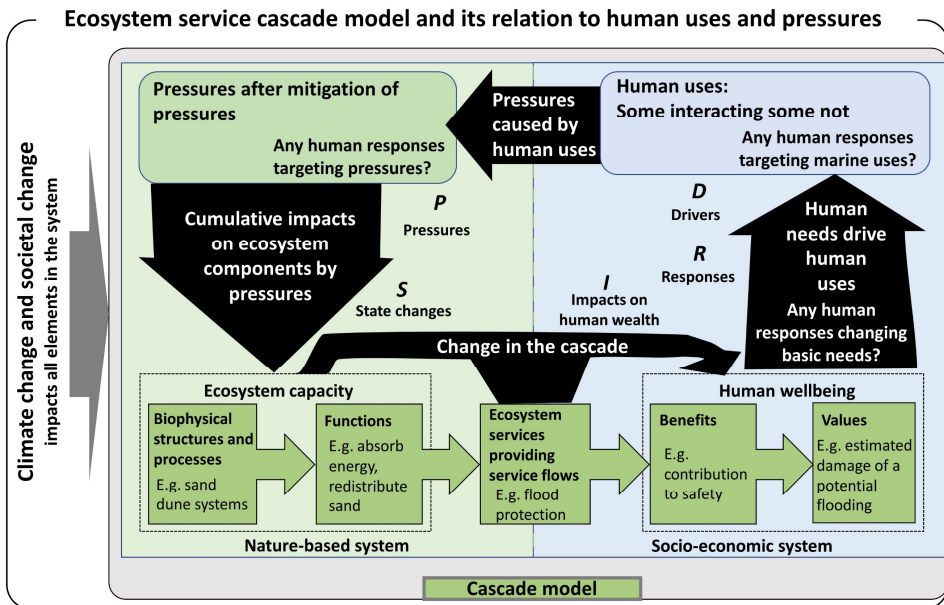 Ecosystem service cascade model and its relation to human uses and pressures
Climate change and societal change
impacts all elements in the system
Pressures after mitigation of
pressures
Any human responses
targeting pressures?
Pressures
caused by
human uses
Human uses:
Some interacting some not
Any human responses
targeting marine uses?
Cumulative impacts
on ecosystem
components by
pressures
P
Pressures
S
State changes
D
Drivers
R
Responses
I
Impacts on
human wealth
Human
needs drive
human
uses
Any human
responses changing
basic needs?
Change in the cascade
Ecosystem capacity
Biophysical
structures and
processes
E.g. sand
dune systems
Functions
E.g. absorb
energy,
redistribute
sand
Ecosystem
services
providing
service flows
E.g. flood
protection
Human wellbeing
Benefits
E.g.
contribution
to safety
Values
E.g. estimated
damage of a
potential
flooding
Nature-based system
Socio-economic system
Cascade model